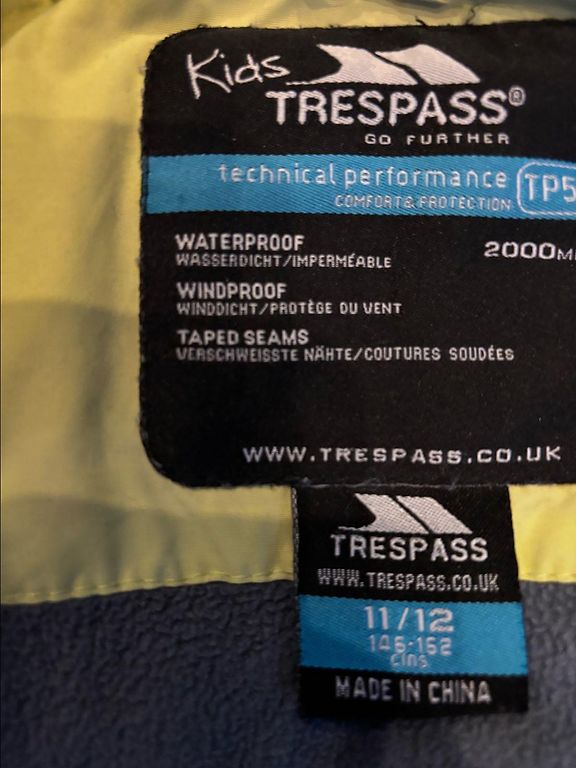 Kids
TRESPASS®
GO FURTHER
technical performance TP5
COMFORT & PROTECTION
WATERPROOF 2000M
WASSERDICHT/IMPERMÉABLE
WINDPROOF
WINDDICHT/PROTÈGE DU VENT
TAPED SEAMS
VERSCHWEISSTE NÄHTE/COUTURES SOUDÉES
WWW.TRESPASS.CO.UK
TRESPASS
WWW.TRESPASS.CO.UK
11/12
146-152
cms
MADE IN CHINA